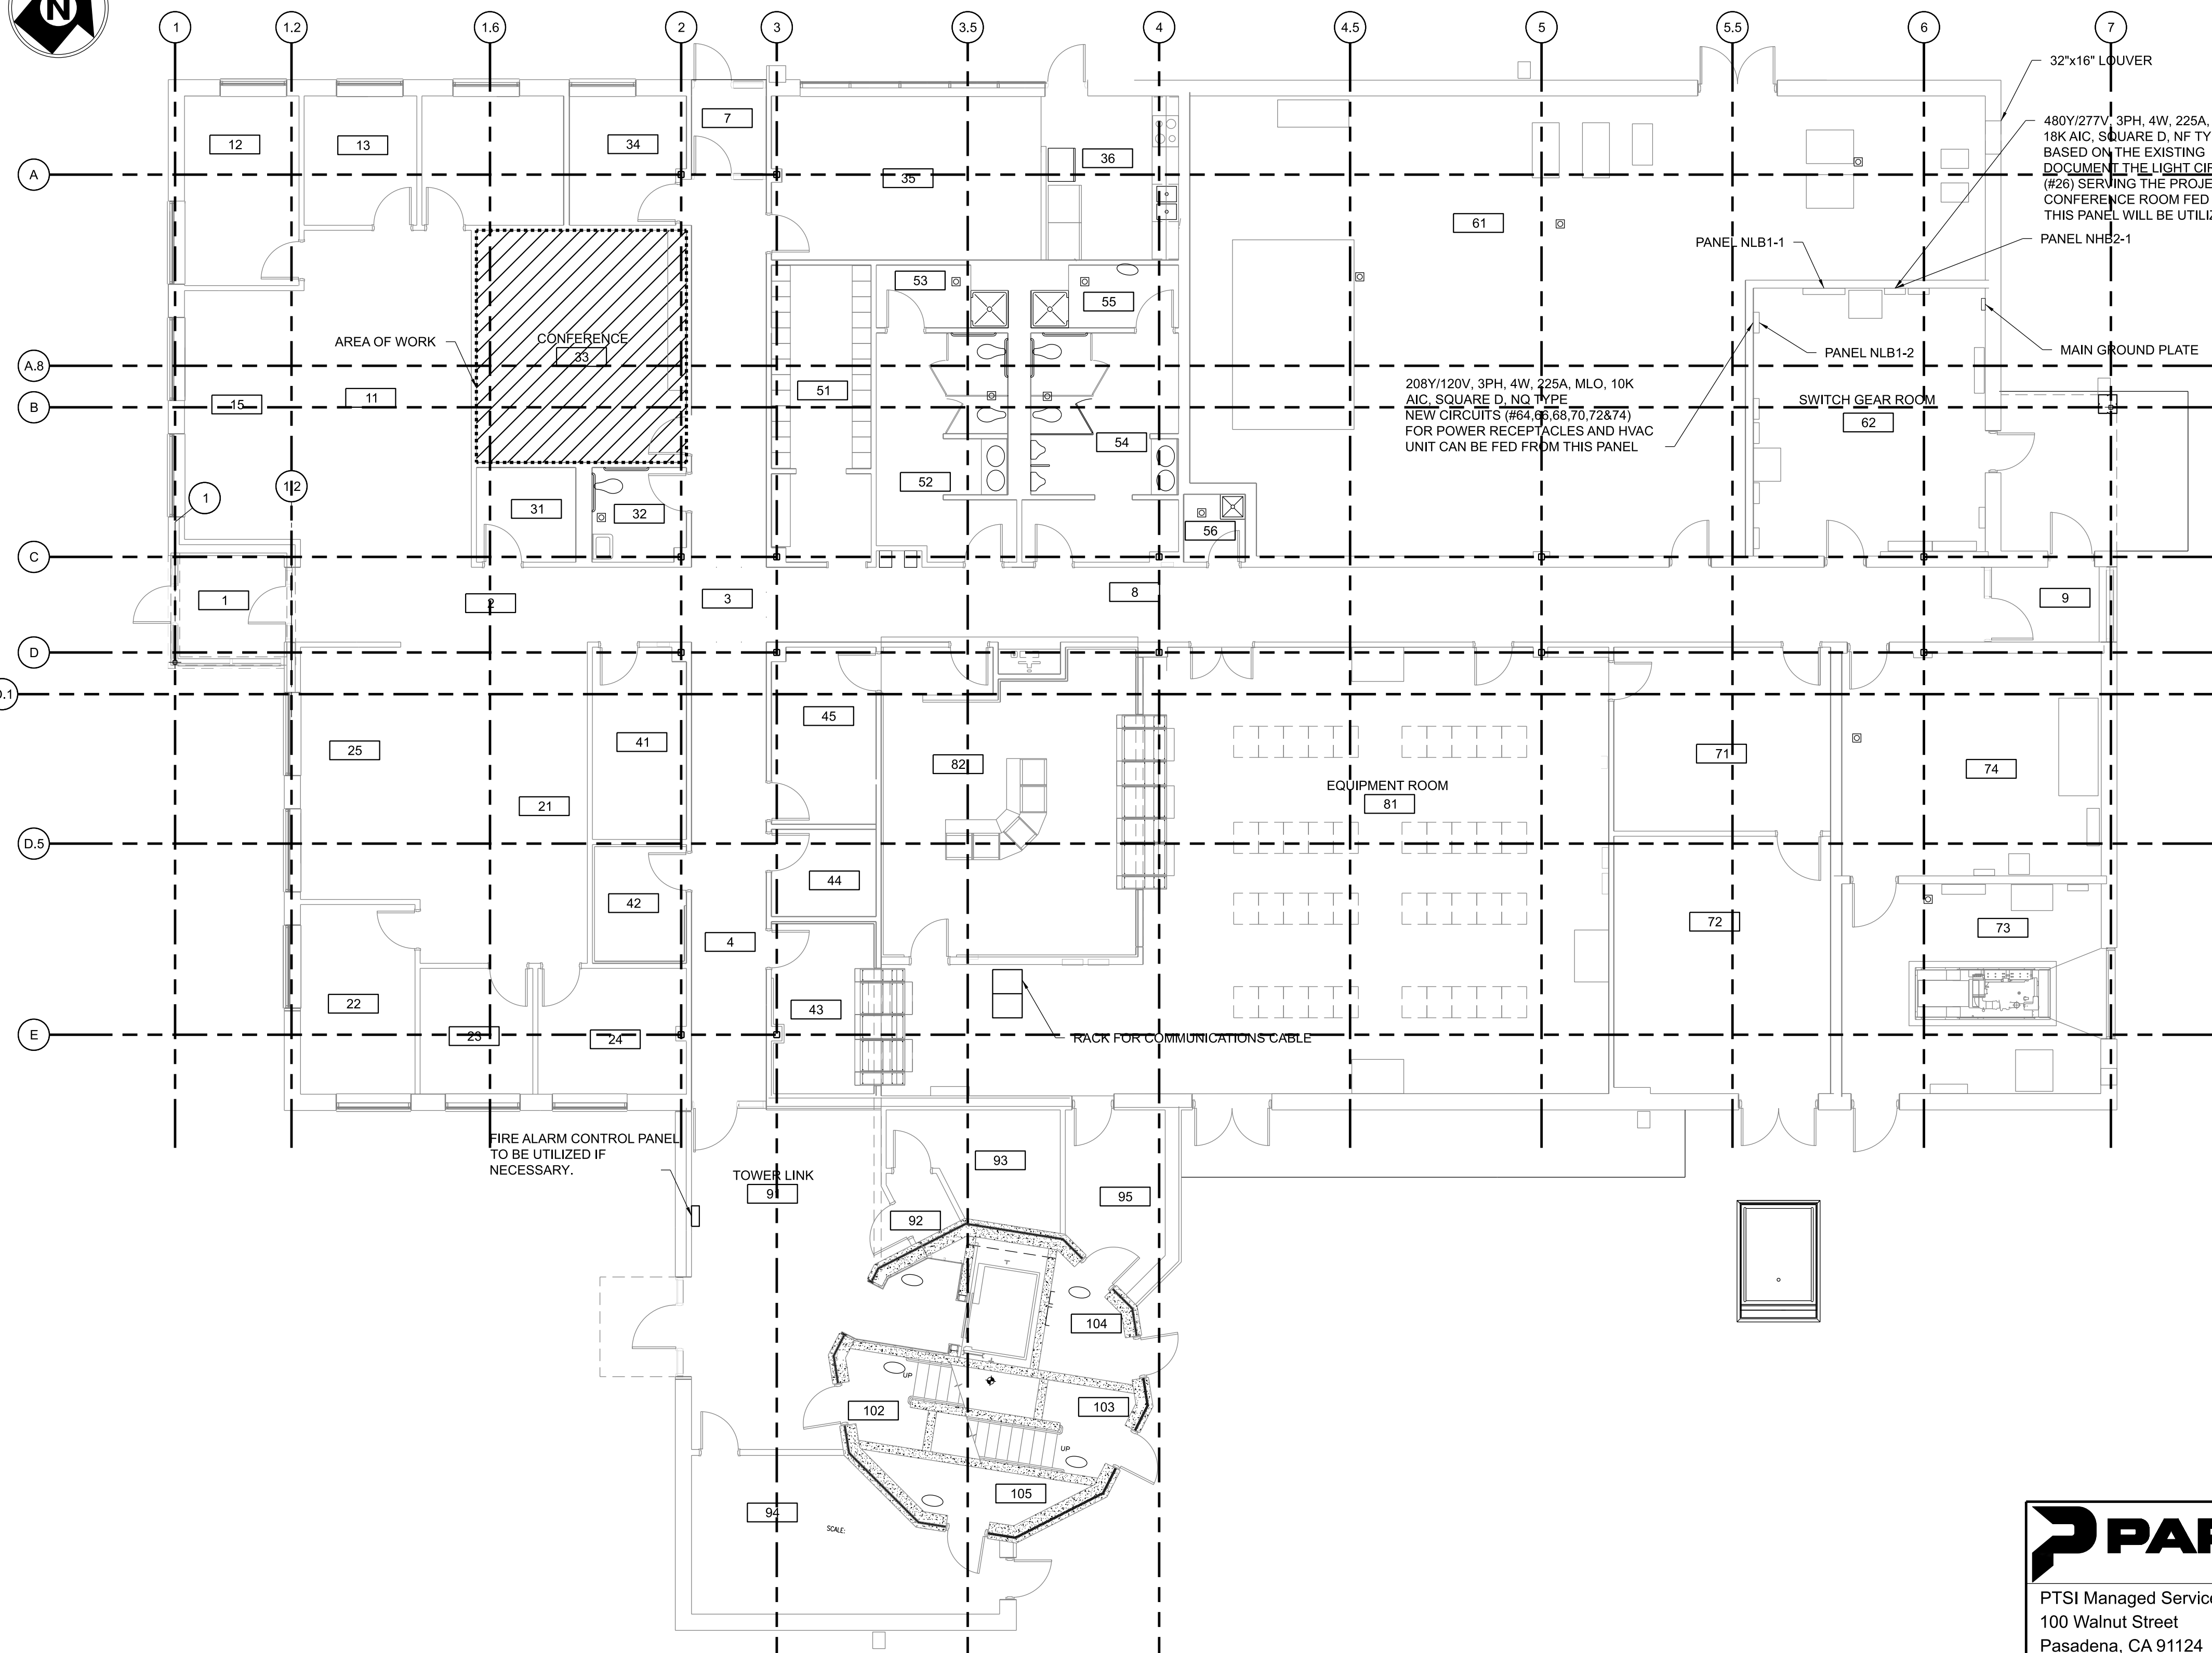 N
1 1.2 1.6 2 3 3.5 4 4.5 5 5.5 6 7
32"x16" LOUVER
480Y/277V, 3PH, 4W, 225A,
18K AIC, SQUARE D, NF TY
BASED ON THE EXISTING
DOCUMENT THE LIGHT CIR
(#26) SERVING THE PROJE
CONFERENCE ROOM FED
THIS PANEL WILL BE UTILIZ
PANEL NHB2-1
PANEL NLB1-1
7
12
13
34
36
A
35
61
53
55
AREA OF WORK
CONFERENCE
33
A.8
PANEL NLB1-2
MAIN GROUND PLATE
208Y/120V, 3PH, 4W, 225A, MLO, 10K
AIC, SQUARE D, NQ TYPE
NEW CIRCUITS (#64,66,68,70,72&74)
FOR POWER RECEPTACLES AND HVAC
UNIT CAN BE FED FROM THIS PANEL
SWITCH GEAR ROOM
62
B
15
11
51
54
52
1
1.2
31
32
56
C
1
2
3
8
9
D
D.1
45
25
41
82
71
74
EQUIPMENT ROOM
81
21
D.5
44
42
4
72
73
22
43
E
23
24
RACK FOR COMMUNICATIONS CABLE
FIRE ALARM CONTROL PANEL
TO BE UTILIZED IF
NECESSARY.
TOWER LINK
91
93
95
92
104
UP
102
103
UP
105
94
SCALE:
PAR
PTSI Managed Service
100 Walnut Street
Pasadena, CA 91124